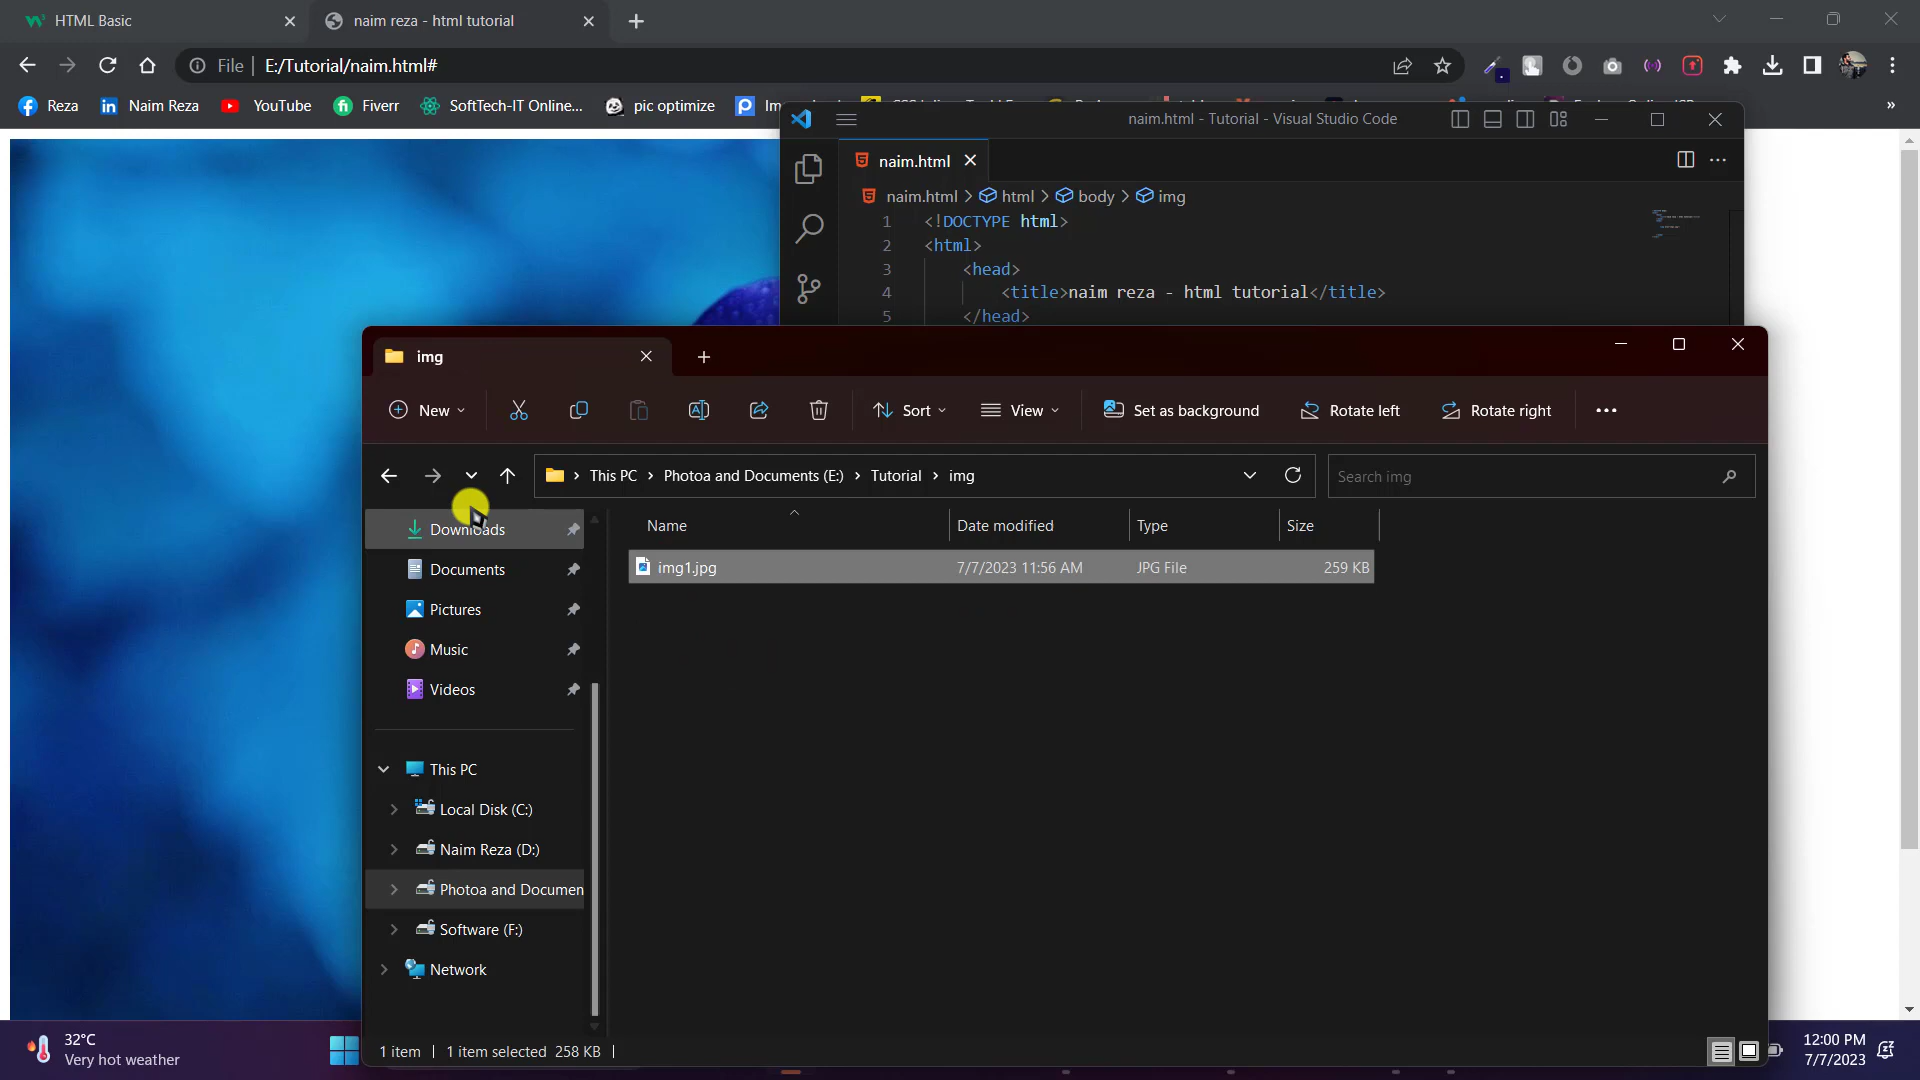 HTML Basic
naim reza - html tutorial
File
E:/Tutorial/naim.html#
Reza
Naim Reza
YouTube
Fiverr
SoftTech-IT Online...
pic optimize
naim.html - Tutorial - Visual Studio Code
naim.html
naim.html > html > body > img
1 <!DOCTYPE html>
2 <html>
3 <head>
4 <title>naim reza - html tutorial</title>
5 </head>
img
New
Sort
View
Set as background
Rotate left
Rotate right
This PC > Photoa and Documents (E:) > Tutorial > img
Search img
Downloads
Documents
Pictures
Music
Videos
This PC
Local Disk (C:)
Naim Reza (D:)
Photoa and Documen
Software (F:)
Network
Name
Date modified
Type
Size
img1.jpg
7/7/2023 11:56 AM
JPG File
259 KB
1 item
1 item selected 258 KB
32°C
Very hot weather
12:00 PM
7/7/2023